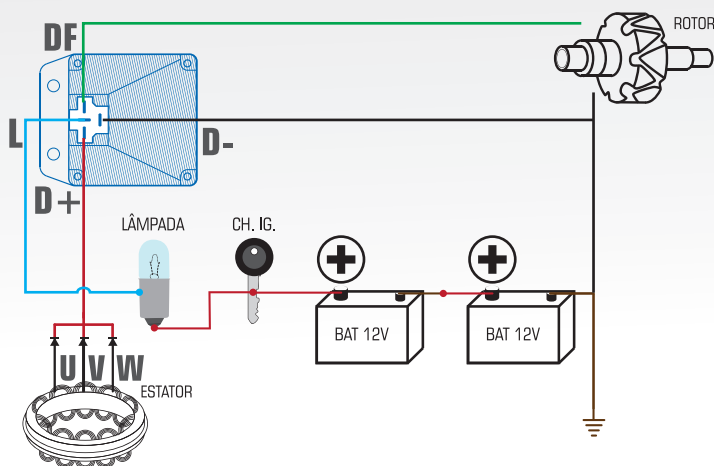 DF
ROTOR
L
D-
D+
LÂMPADA
CH. IG.
BAT 12V
BAT 12V
U V W
ESTATOR